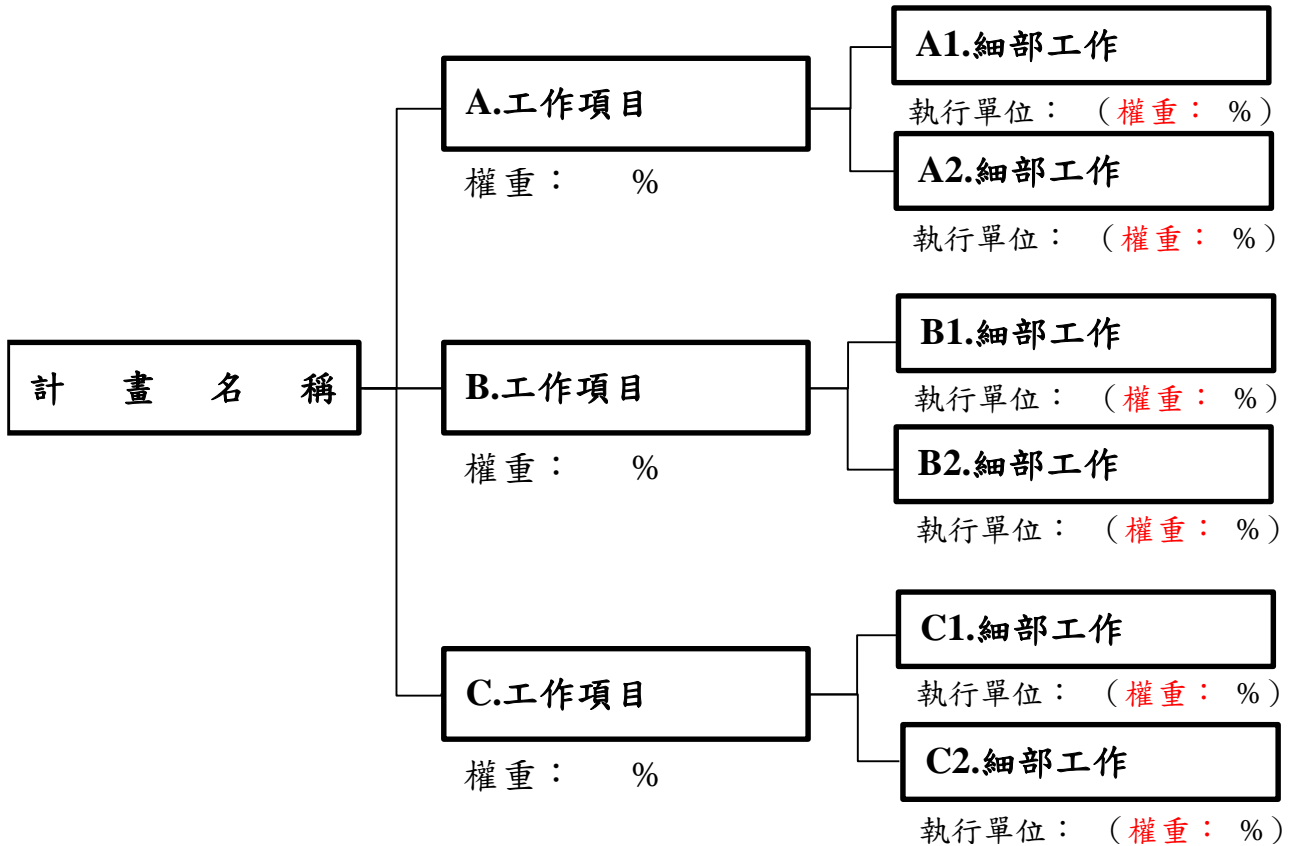 計 畫 名 稱
A.工作項目
權重： %
A1.細部工作
執行單位： （權重： %）
A2.細部工作
執行單位： （權重： %）
B.工作項目
權重： %
B1.細部工作
執行單位： （權重： %）
B2.細部工作
執行單位： （權重： %）
C.工作項目
權重： %
C1.細部工作
執行單位： （權重： %）
C2.細部工作
執行單位： （權重： %）